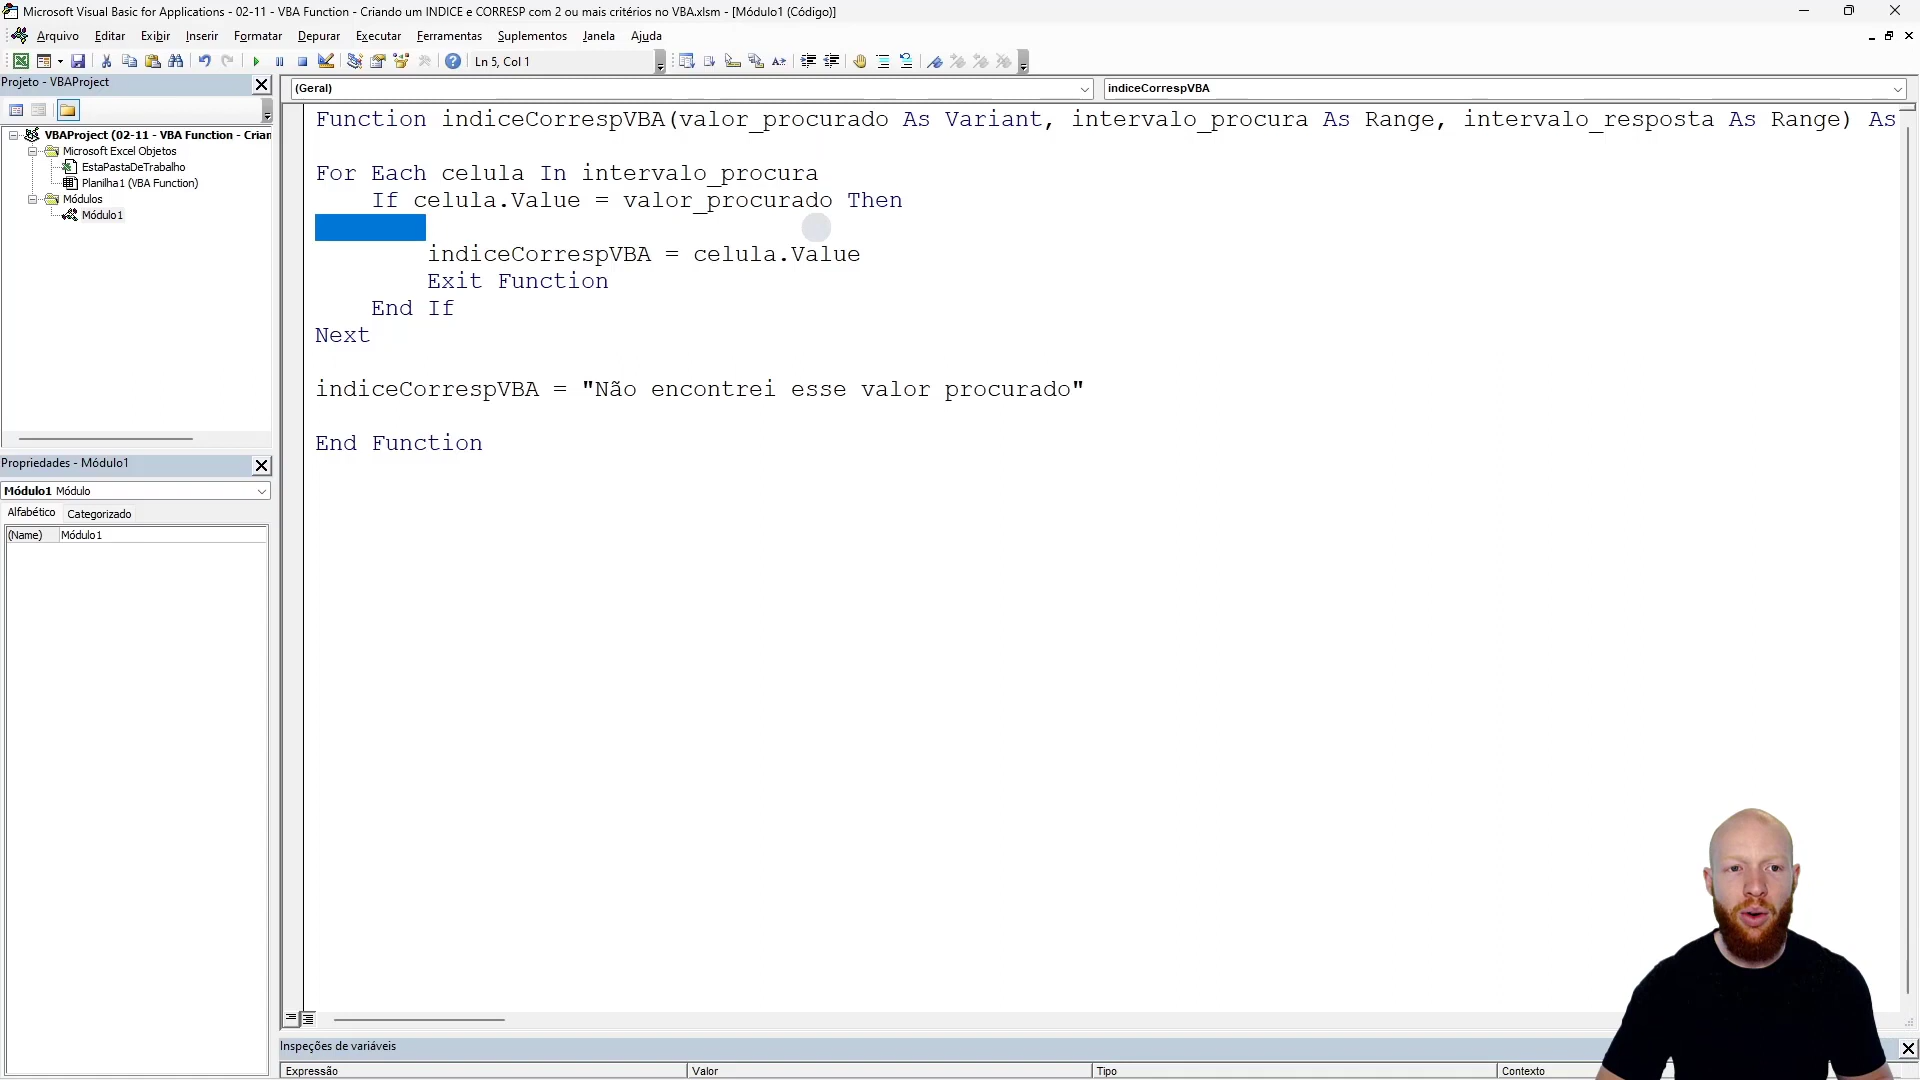 Microsoft Visual Basic for Applications - 02-11 - VBA Function - Criando um INDICE e CORRESP com 2 ou mais critérios no VBA.xlsm - [Módulo1 (Código)]
Arquivo Editar Exibir Inserir Formatar Depurar Executar Ferramentas Suplementos Janela Ajuda
Ln 5, Col 1
Projeto - VBAProject
(Geral)
indiceCorrespVBA
VBAProject (02-11 - VBA Function - Crian
Microsoft Excel Objetos
EstaPastaDeTrabalho
Planilha1 (VBA Function)
Módulos
Módulo1
Function indiceCorrespVBA(valor_procurado As Variant, intervalo_procura As Range, intervalo_resposta As Range) As
For Each celula In intervalo_procura
If celula.Value = valor_procurado Then
indiceCorrespVBA = celula.Value
Exit Function
End If
Next
indiceCorrespVBA = "Não encontrei esse valor procurado"
End Function
Propriedades - Módulo1
Módulo1 Módulo
Alfabético Categorizado
(Name) Módulo1
Inspeções de variáveis
Expressão Valor Tipo Contexto